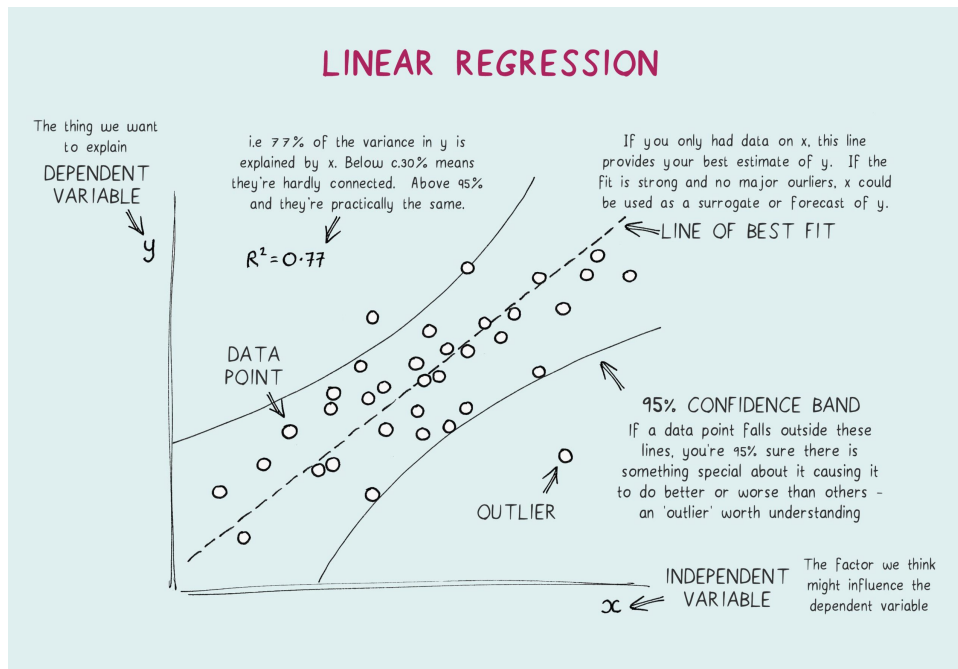 LINEAR REGRESSION
The thing we want
to explain
DEPENDENT
VARIABLE
y
i.e 77% of the variance in y is
explained by x. Below c.30% means
they're hardly connected. Above 95%
and they're practically the same.
R²=0.77
If you only had data on x, this line
provides your best estimate of y. If the
fit is strong and no major ourliers, x could
be used as a surrogate or forecast of y.
LINE OF BEST FIT
DATA
POINT
95% CONFIDENCE BAND
If a data point falls outside these
lines, you're 95% sure there is
something special about it causing it
to do better or worse than others -
an 'outlier' worth understanding
OUTLIER
INDEPENDENT
VARIABLE
x
The factor we think
might influence the
dependent variable